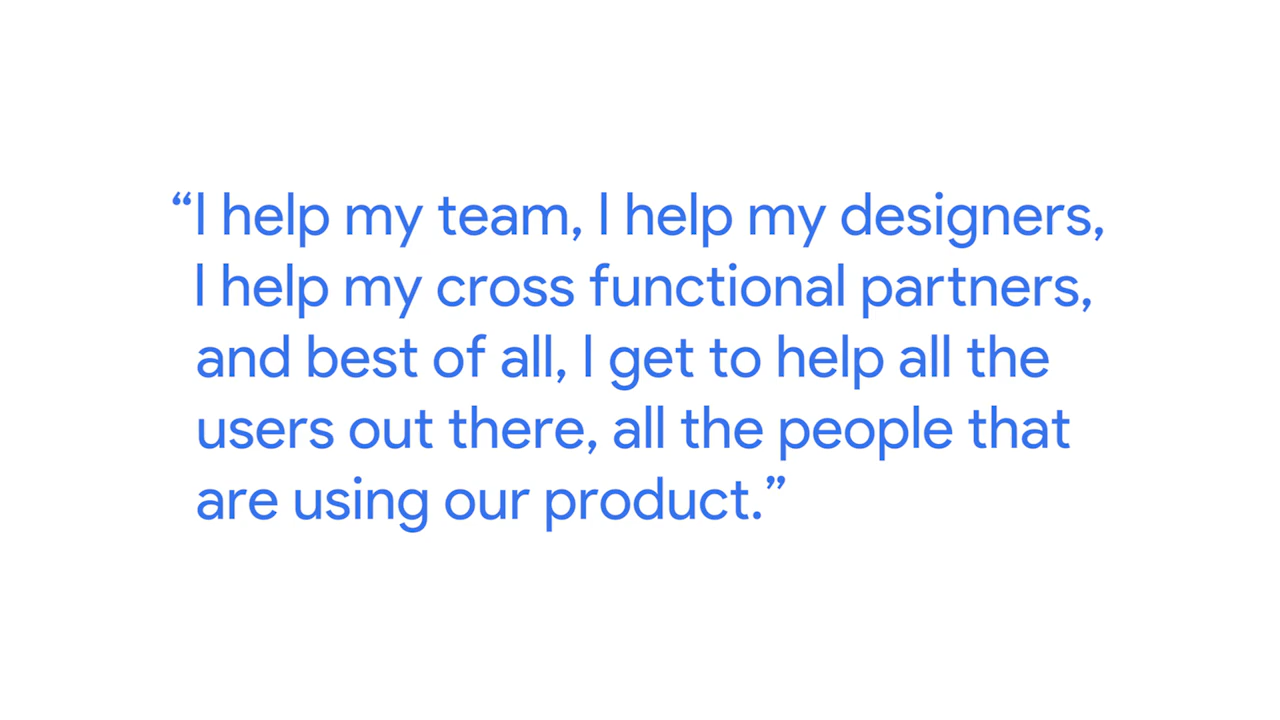 “I help my team, I help my designers,
I help my cross functional partners,
and best of all, I get to help all the
users out there, all the people that
are using our product.”